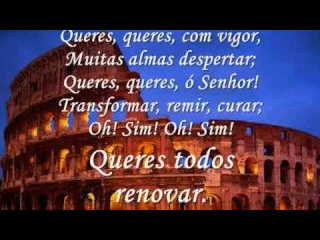 Queres, queres, com vigor,
Muitas almas despertar;
Queres, queres, ó Senhor!
Transformar, remir, curar;
Oh! Sim! Oh! Sim!
Queres todos
renovar.